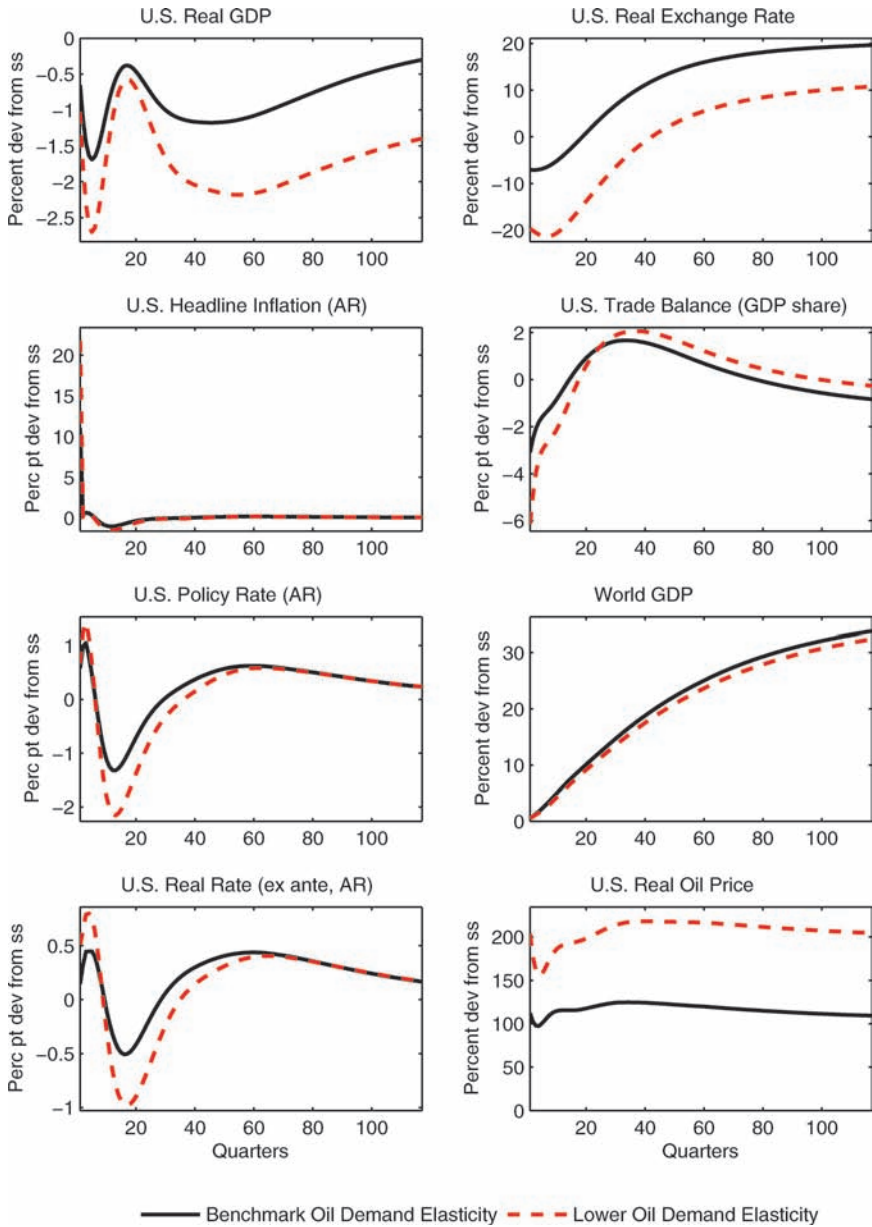 U.S. Real GDP
Percent dev from ss
0
−0.5
−1
−1.5
−2
−2.5
20 40 60 80 100
U.S. Real Exchange Rate
Percent dev from ss
20
10
0
−10
−20
20 40 60 80 100
U.S. Headline Inflation (AR)
Perc pt dev from ss
20
15
10
5
0
20 40 60 80 100
U.S. Trade Balance (GDP share)
Perc pt dev from ss
2
0
−2
−4
−6
20 40 60 80 100
U.S. Policy Rate (AR)
Perc pt dev from ss
1
0
−1
−2
20 40 60 80 100
World GDP
Percent dev from ss
30
20
10
0
20 40 60 80 100
U.S. Real Rate (ex ante, AR)
Perc pt dev from ss
0.5
0
−0.5
−1
20 40 60 80 100
Quarters
U.S. Real Oil Price
Percent dev from ss
200
150
100
50
0
20 40 60 80 100
Quarters
Benchmark Oil Demand Elasticity Lower Oil Demand Elasticity